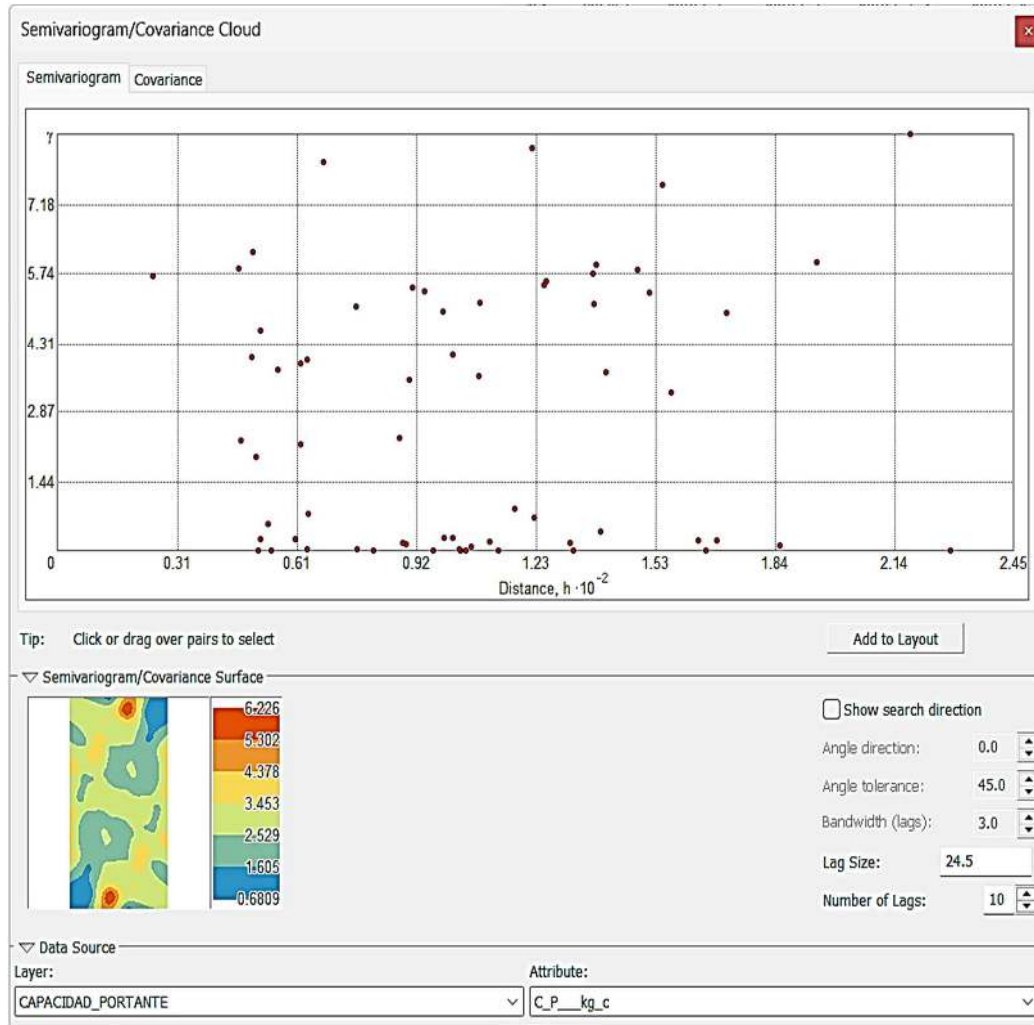 Semivariogram/Covariance Cloud
x
Semivariogram Covariance
γ
7.18
5.74
4.31
2.87
1.44
0 0.31 0.61 0.92 1.23 1.53 1.84 2.14 2.45
Distance, h ·10⁻²
Tip: Click or drag over pairs to select Add to Layout
Semivariogram/Covariance Surface
6.226
5.302
4.378
3.453
2.529
1.605
0.6809
Show search direction
Angle direction: 0.0
Angle tolerance: 45.0
Bandwidth (lags): 3.0
Lag Size: 24.5
Number of Lags: 10
Data Source
Layer: Attribute:
CAPACIDAD_PORTANTE C_P___kg_c